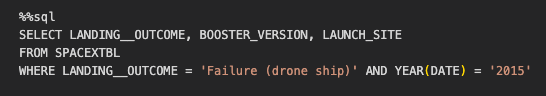 %%sql
SELECT LANDING__OUTCOME, BOOSTER_VERSION, LAUNCH_SITE
FROM SPACEXTBL
WHERE LANDING__OUTCOME = 'Failure (drone ship)' AND YEAR(DATE) = '2015'